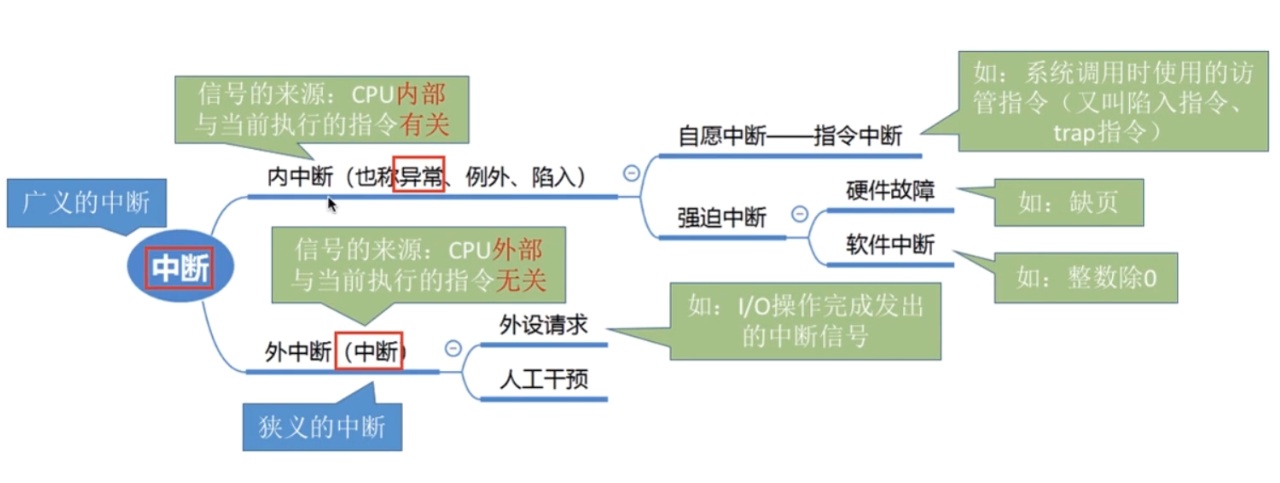 信号的来源：CPU内部
与当前执行的指令有关
如：系统调用时使用的访
管指令（又叫陷入指令、
trap指令）
自愿中断——指令中断
内中断（也称异常、例外、陷入）
硬件故障
如：缺页
广义的中断
强迫中断
软件中断
如：整数除0
中断
信号的来源：CPU外部
与当前执行的指令无关
如：I/O操作完成发出
的中断信号
外设请求
外中断（中断）
人工干预
狭义的中断